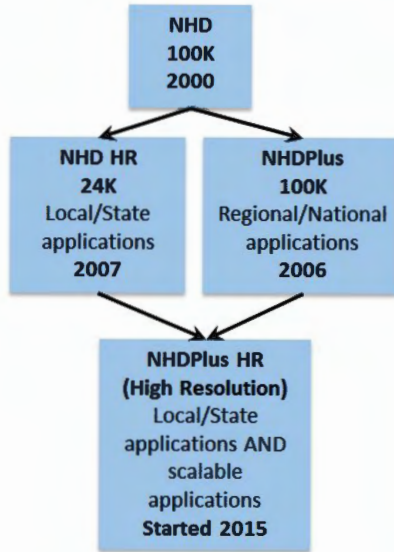 NHD
100K
2000
NHD HR
24K
Local/State
applications
2007
NHDPlus
100K
Regional/National
applications
2006
NHDPlus HR
(High Resolution)
Local/State
applications AND
scalable
applications
Started 2015